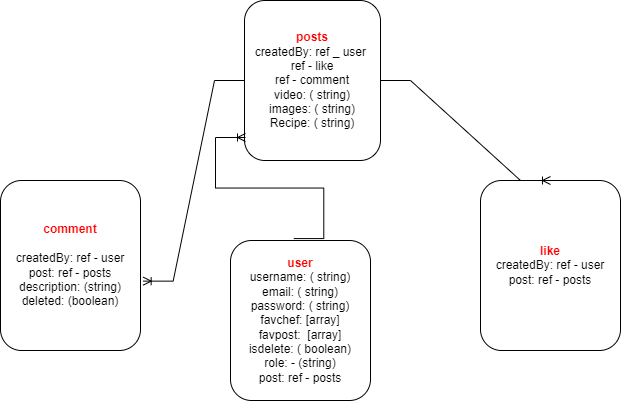 posts
createdBy: ref _ user
ref - like
ref - comment
video: ( string)
images: ( string)
Recipe: ( string)
comment
createdBy: ref - user
post: ref - posts
description: (string)
deleted: (boolean)
user
username: ( string)
email: ( string)
password: ( string)
favchef: [array]
favpost:  [array]
isdelete: ( boolean)
role: - (string)
post: ref - posts
like
createdBy: ref - user
post: ref - posts